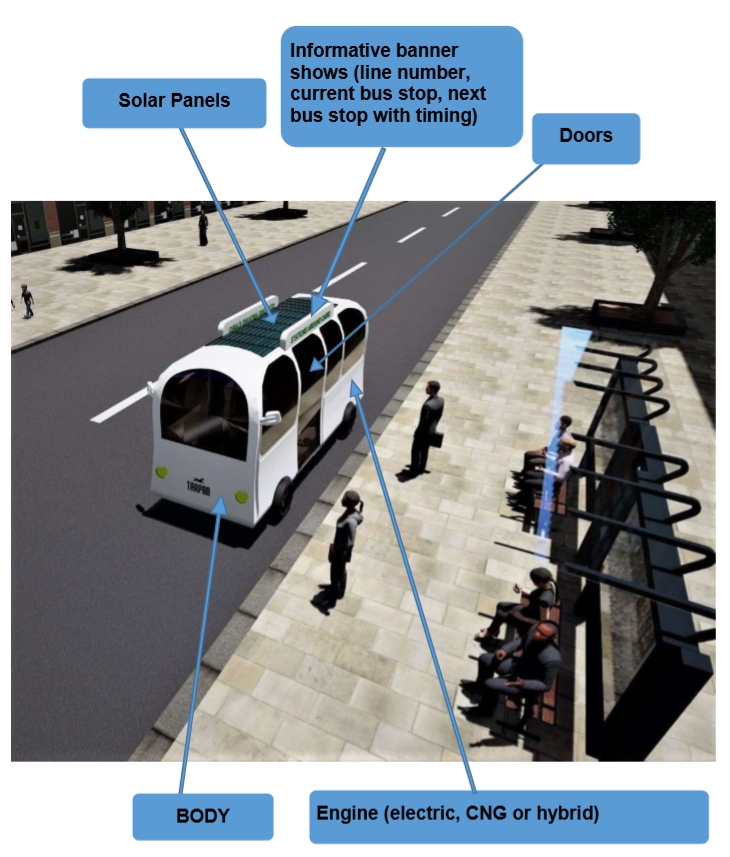 Informative banner
shows (line number,
current bus stop, next
bus stop with timing)
Solar Panels
Doors
TARPAN
BODY
Engine (electric, CNG or hybrid)